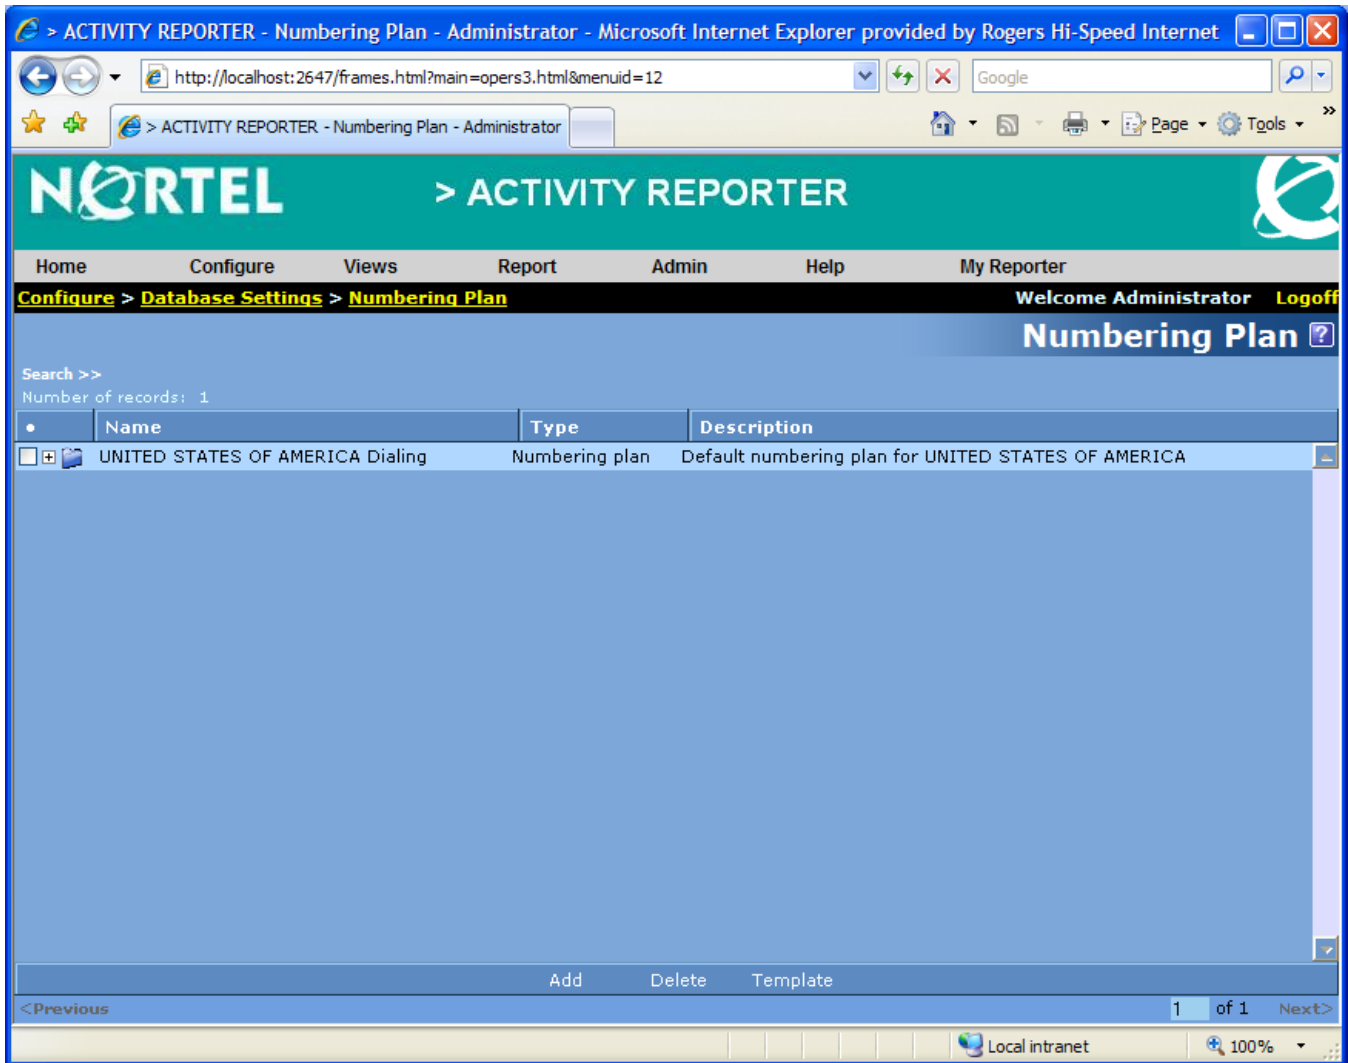 > ACTIVITY REPORTER - Numbering Plan - Administrator - Microsoft Internet Explorer provided by Rogers Hi-Speed Internet
http://localhost:2647/frames.html?main=opers3.html&menuid=12 Google
> ACTIVITY REPORTER - Numbering Plan - Administrator Page Tools »
NORTEL > ACTIVITY REPORTER
Home Configure Views Report Admin Help My Reporter
Configure > Database Settings > Numbering Plan Welcome Administrator Logoff
Numbering Plan ?
Search >>
Number of records: 1
• Name Type Description
UNITED STATES OF AMERICA Dialing Numbering plan Default numbering plan for UNITED STATES OF AMERICA
Add Delete Template
<Previous 1 of 1 Next>
Local intranet 100%